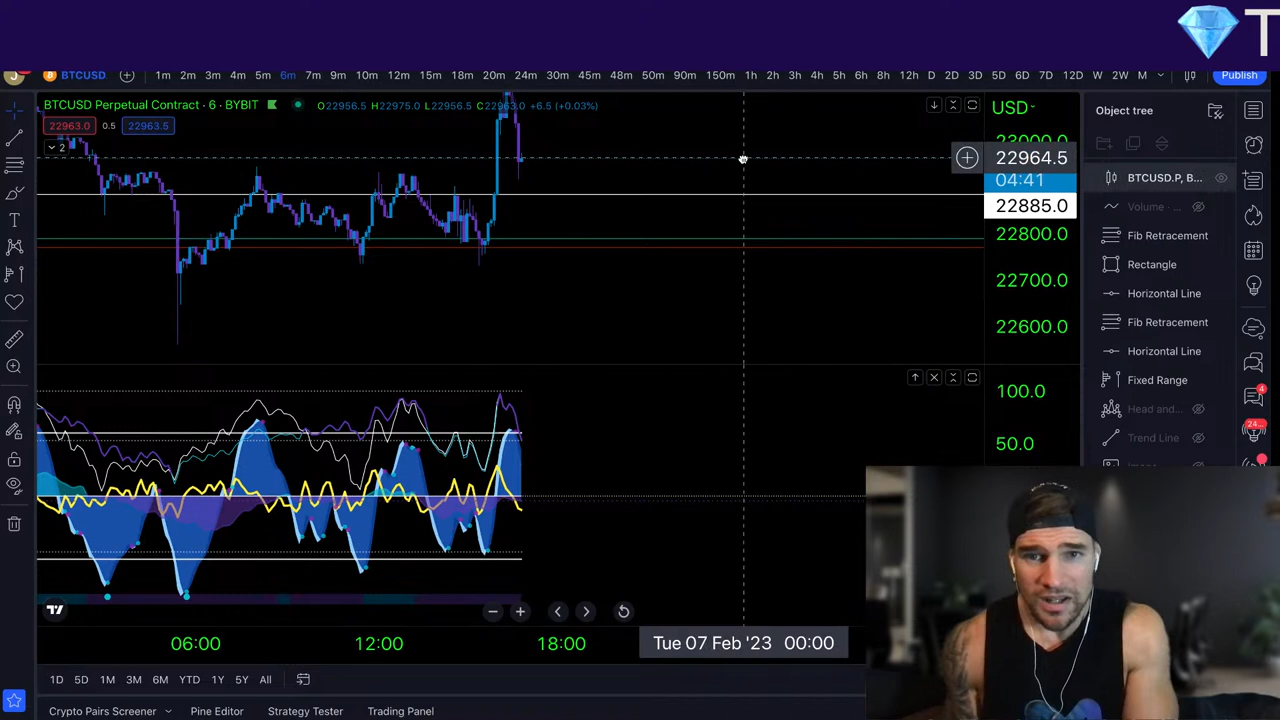 T
J BTCUSD 1m 2m 3m 4m 5m 6m 7m 9m 10m 12m 15m 18m 20m 24m 30m 45m 48m 50m 90m 150m 1h 2h 3h 4h 5h 6h 8h 12h D 2D 3D 5D 6D 7D 12D W 2W M Publish
BTCUSD Perpetual Contract · 6 · BYBIT O22956.5 H22975.0 L22956.5 C22963.0 +6.5 (+0.03%)
22963.0 0.5 22963.5
2
USD
23000.0
22964.5
04:41
22885.0
22800.0
22700.0
22600.0
100.0
50.0
Object tree
BTCUSD.P, B...
Volume · ...
Fib Retracement
Rectangle
Horizontal Line
Fib Retracement
Horizontal Line
Fixed Range
Head and...
Trend Line
4
24...
06:00 12:00 18:00 Tue 07 Feb '23 00:00
1D 5D 1M 3M 6M YTD 1Y 5Y All
Crypto Pairs Screener Pine Editor Strategy Tester Trading Panel